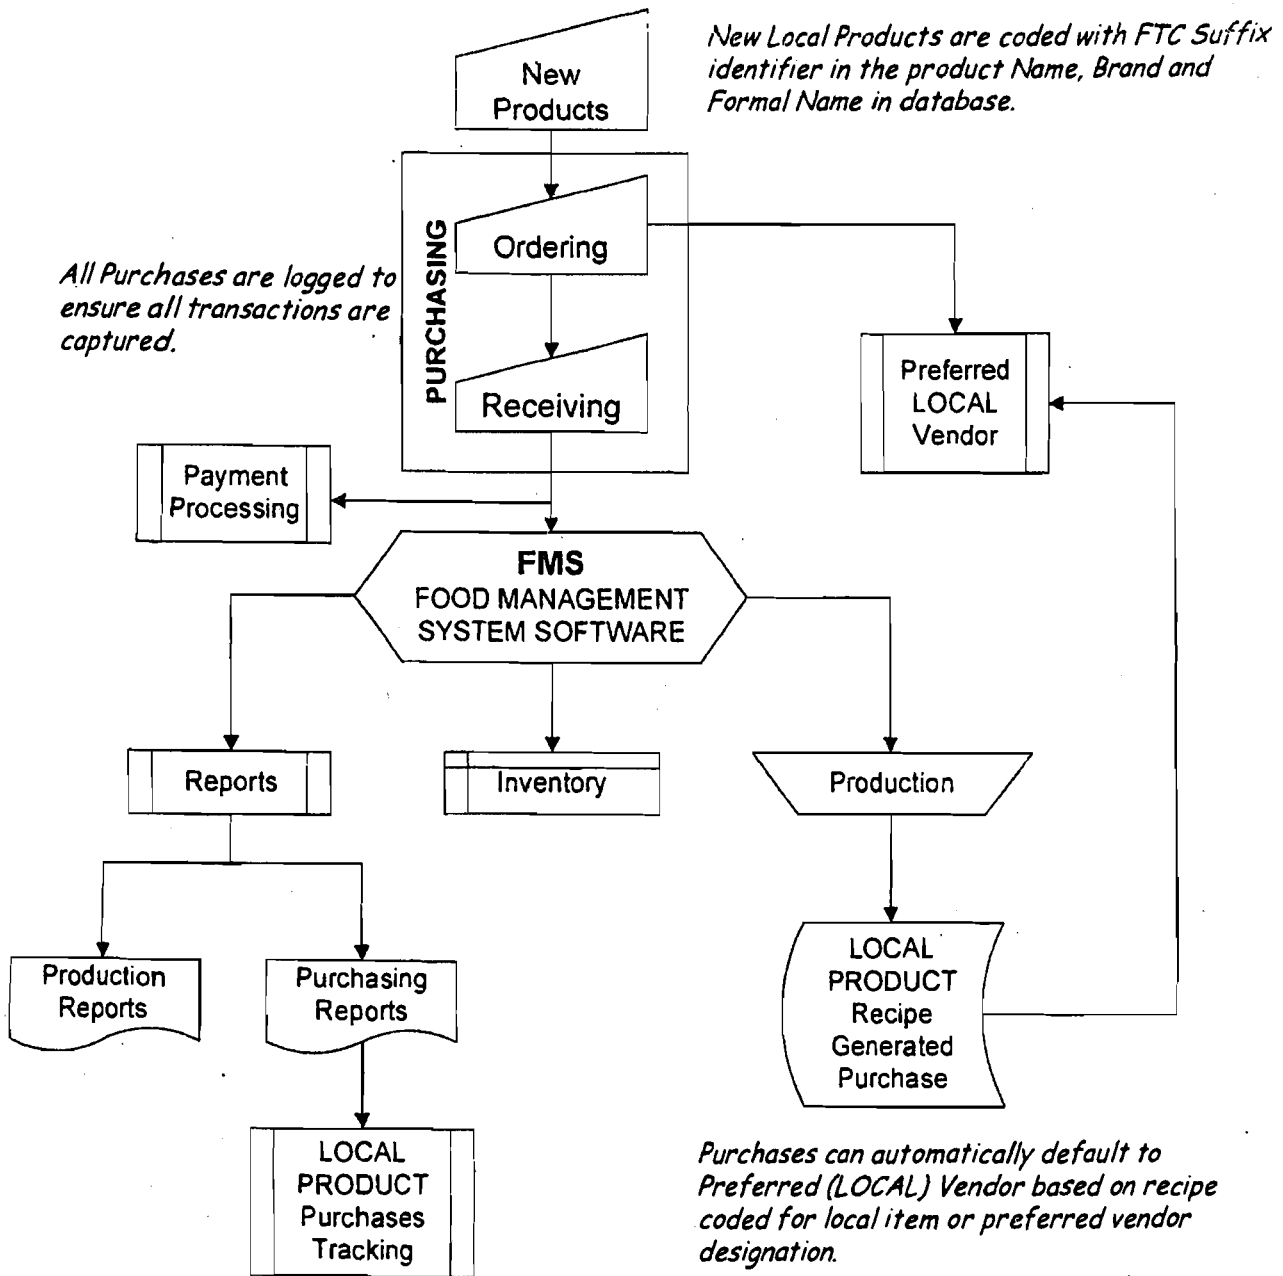 New
Products
New Local Products are coded with FTC Suffix
identifier in the product Name, Brand and
Formal Name in database.
PURCHASING
Ordering
All Purchases are logged to
ensure all transactions are
captured.
Receiving
Preferred
LOCAL
Vendor
Payment
Processing
FMS
FOOD MANAGEMENT
SYSTEM SOFTWARE
Reports
Inventory
Production
Production
Reports
Purchasing
Reports
LOCAL
PRODUCT
Recipe
Generated
Purchase
LOCAL
PRODUCT
Purchases
Tracking
Purchases can automatically default to
Preferred (LOCAL) Vendor based on recipe
coded for local item or preferred vendor
designation.